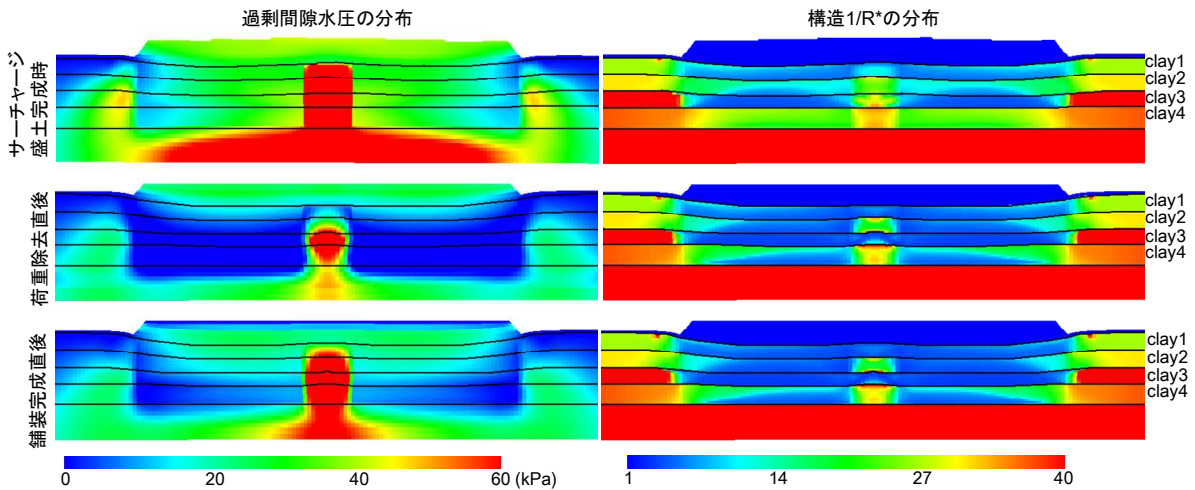 過剰間隙水圧の分布
構造1/R*の分布
サーチャージ
盛土完成時
clay1
clay2
clay3
clay4
荷重除去直後
clay1
clay2
clay3
clay4
舗装完成直後
clay1
clay2
clay3
clay4
0 20 40 60 (kPa)
1 14 27 40